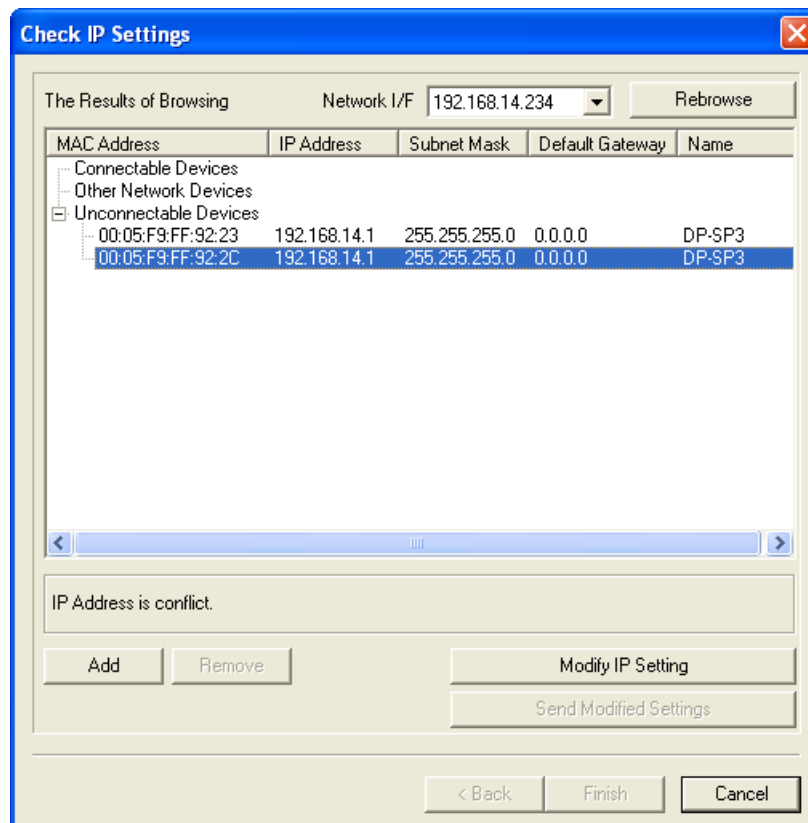 Check IP Settings
The Results of Browsing Network I/F 192.168.14.234 Rebrowse
MAC Address IP Address Subnet Mask Default Gateway Name
Connectable Devices
Other Network Devices
Unconnectable Devices
00:05:F9:FF:92:23 192.168.14.1 255.255.255.0 0.0.0.0 DP-SP3
00:05:F9:FF:92:2C 192.168.14.1 255.255.255.0 0.0.0.0 DP-SP3
IP Address is conflict.
Add Remove Modify IP Setting
Send Modified Settings
< Back Finish Cancel